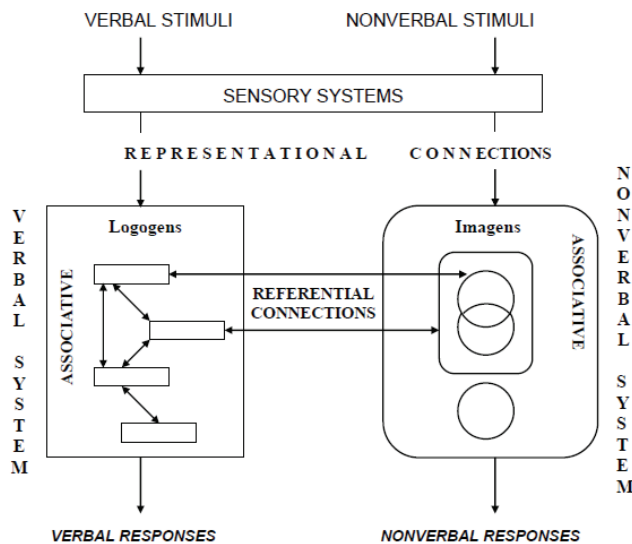 VERBAL STIMULI
NONVERBAL STIMULI
SENSORY SYSTEMS
REPRESENTATIONAL CONNECTIONS
VERBAL SYSTEM
Logogens
ASSOCIATIVE
REFERENTIAL
CONNECTIONS
Imagens
ASSOCIATIVE
NONVERBAL SYSTEM
VERBAL RESPONSES
NONVERBAL RESPONSES